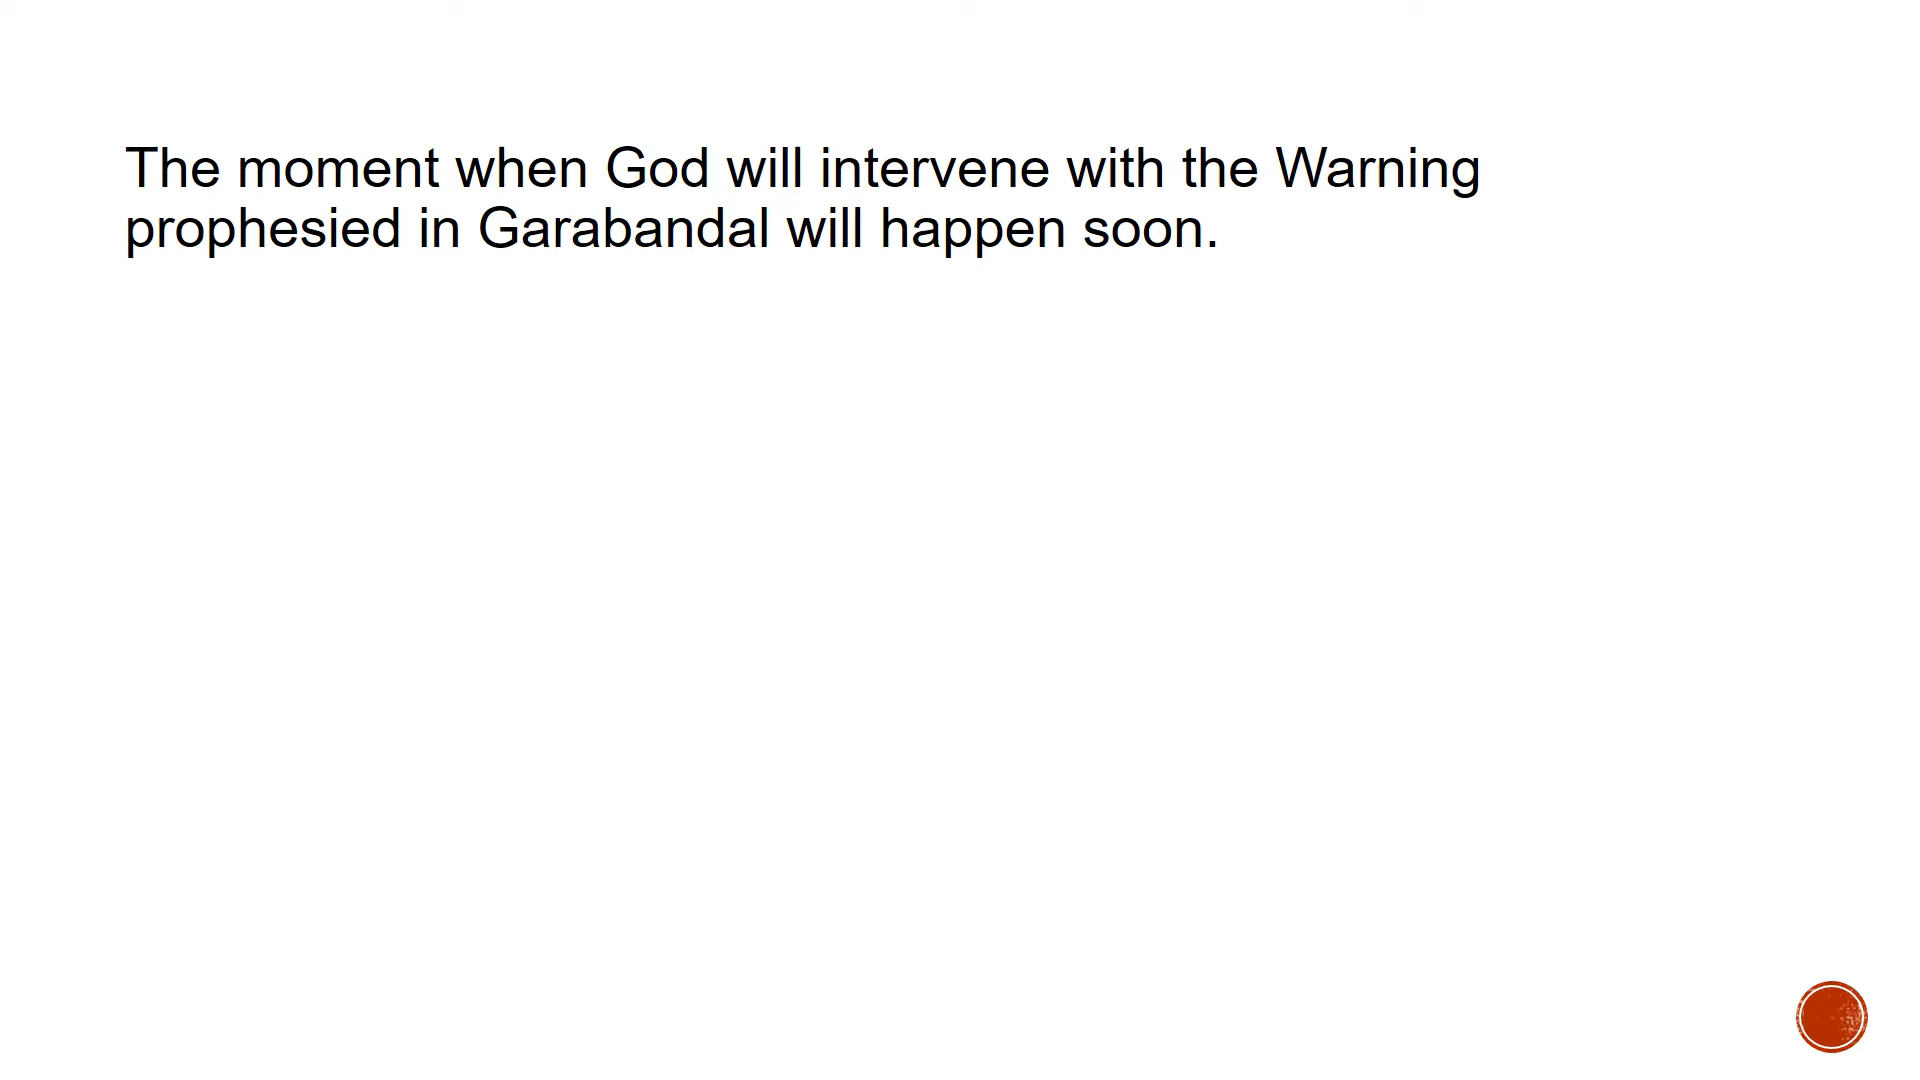 The moment when God will intervene with the Warning
prophesied in Garabandal will happen soon.